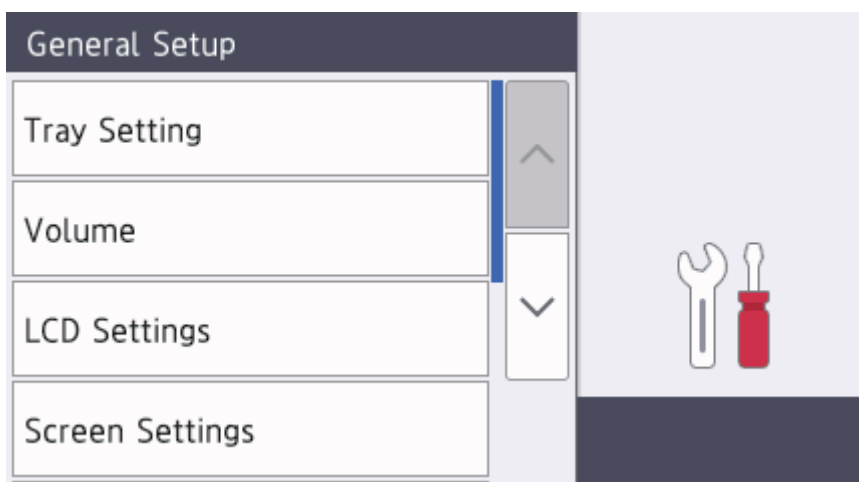 General Setup
Tray Setting
Volume
LCD Settings
Screen Settings